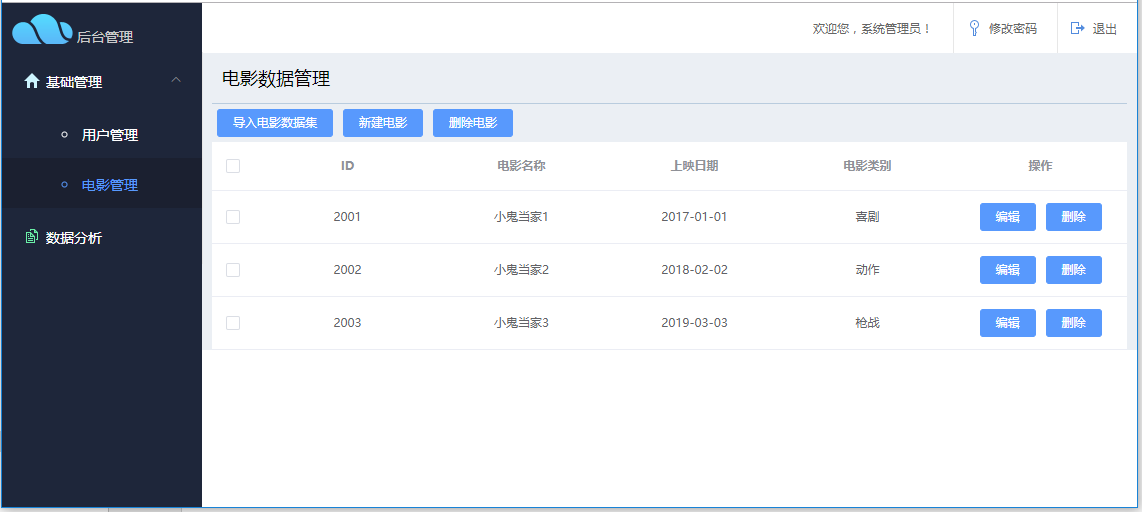 后台管理
欢迎您，系统管理员！ 修改密码 退出
基础管理
用户管理
电影管理
数据分析
电影数据管理
导入电影数据集 新建电影 删除电影
ID 电影名称 上映日期 电影类别 操作
2001 小鬼当家1 2017-01-01 喜剧 编辑 删除
2002 小鬼当家2 2018-02-02 动作 编辑 删除
2003 小鬼当家3 2019-03-03 枪战 编辑 删除